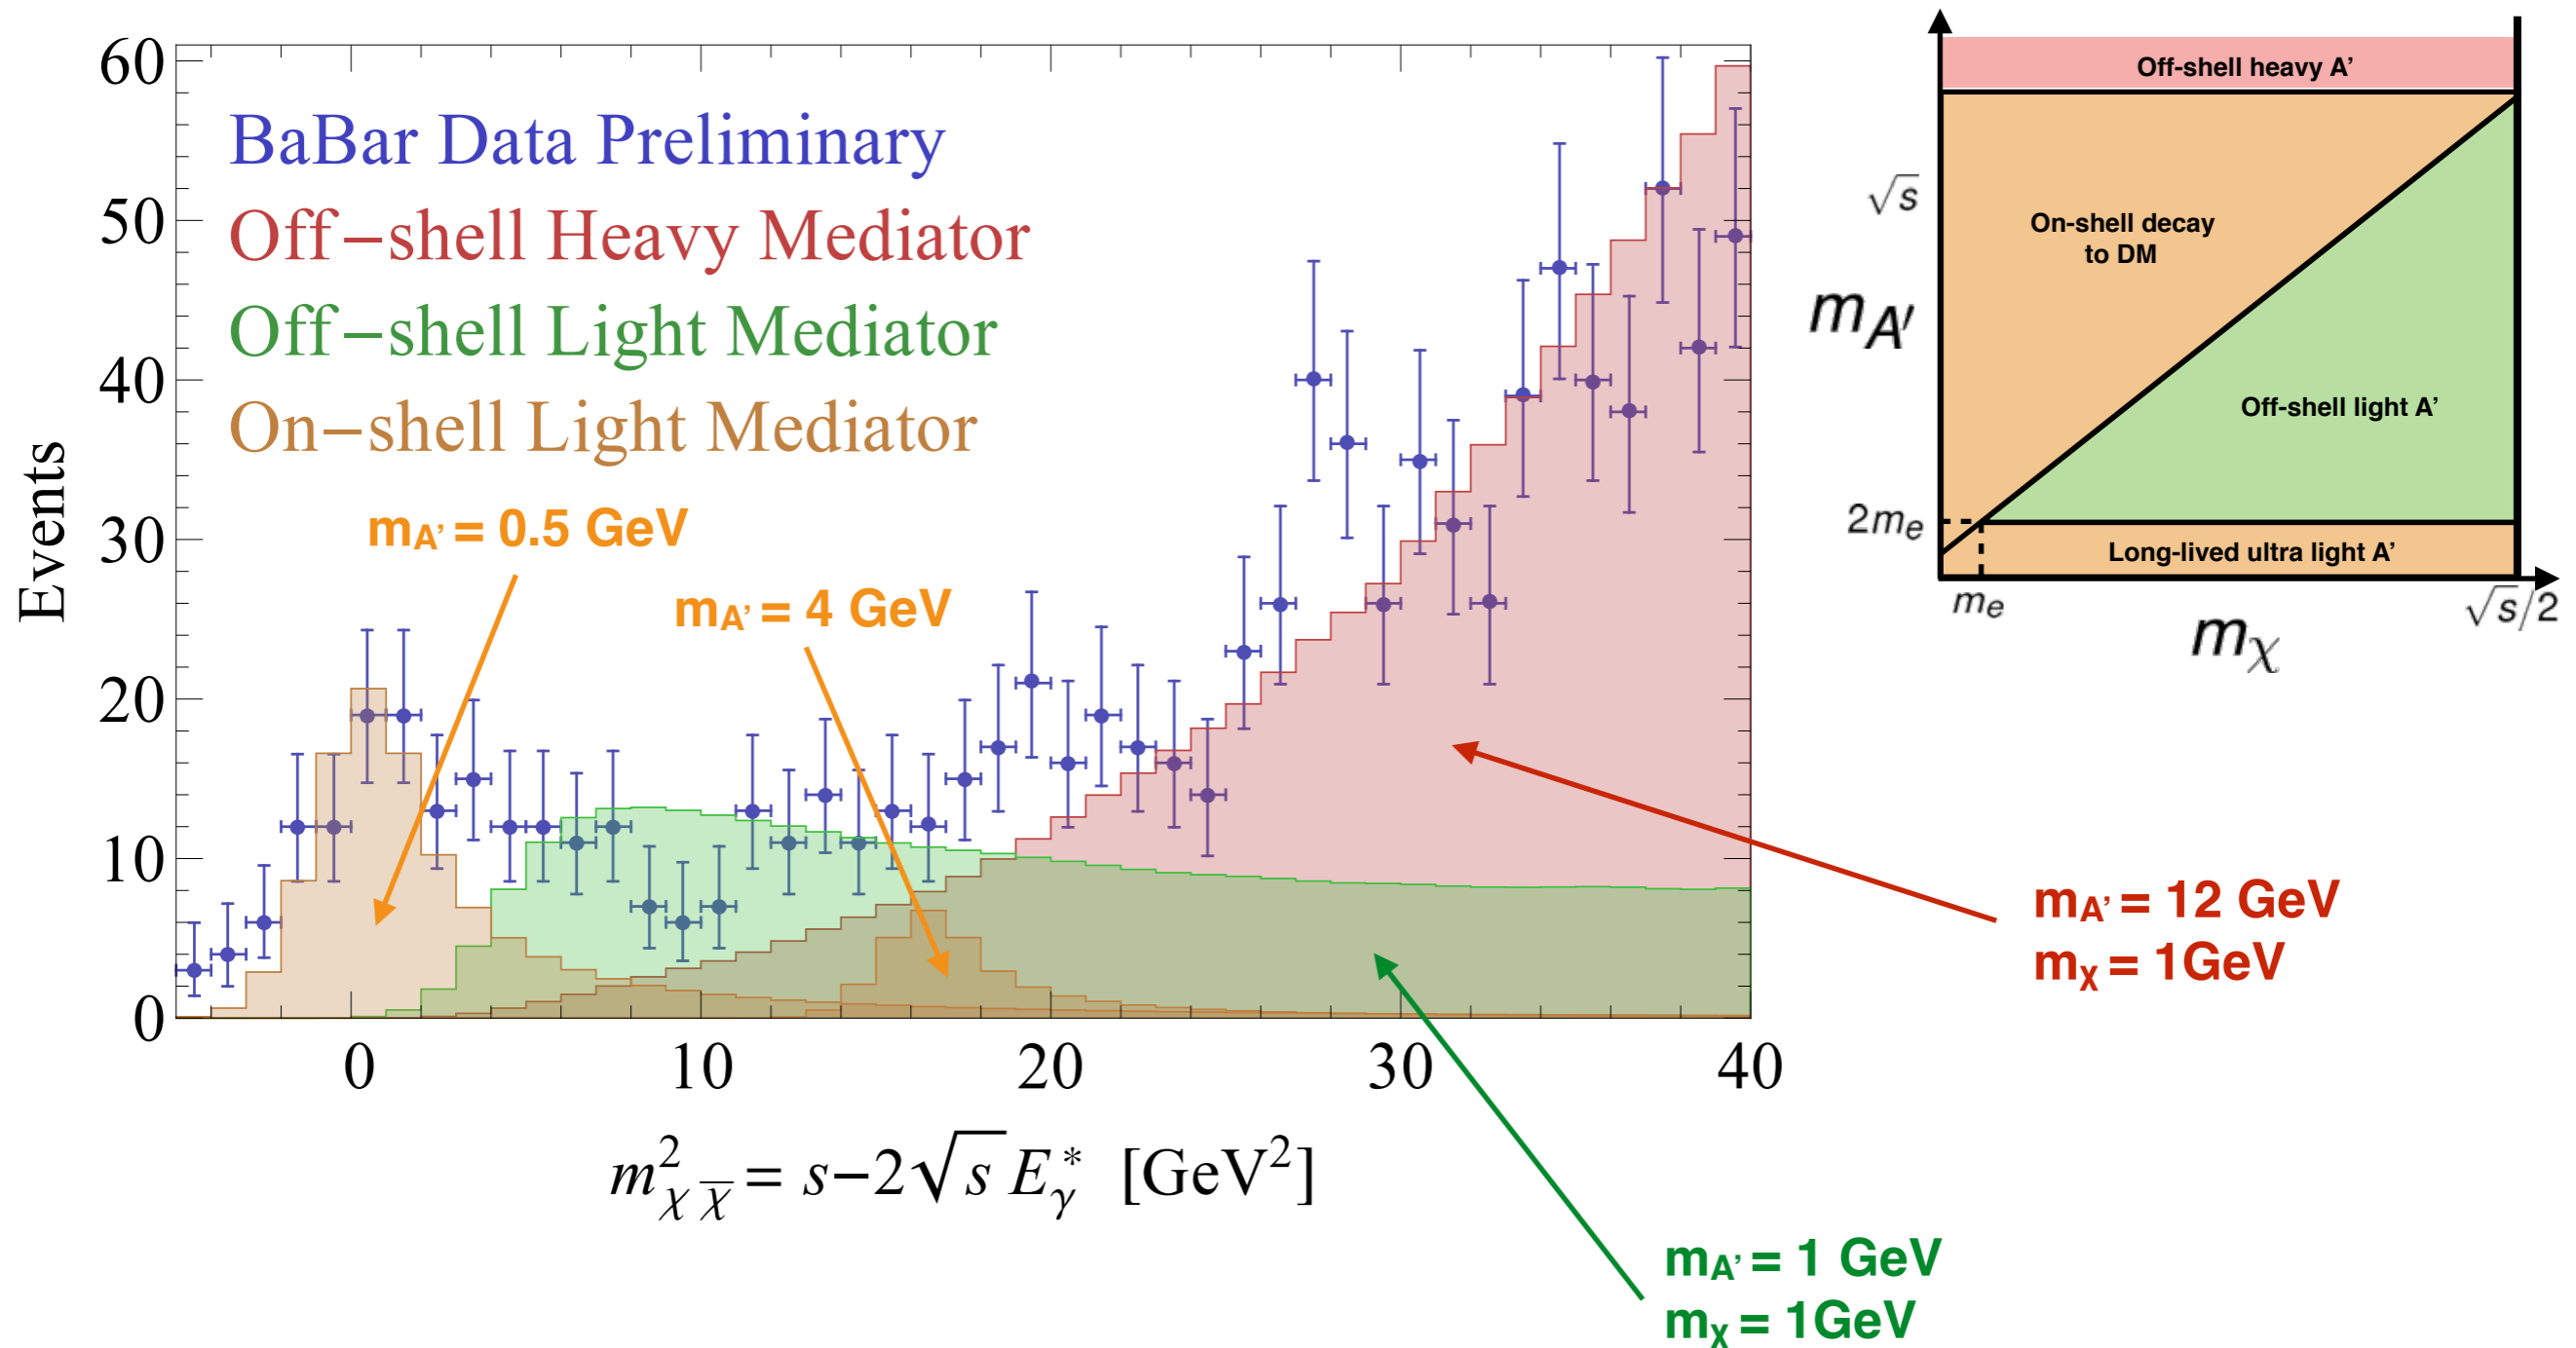 60
50
40
30
20
10
0
Events
BaBar Data Preliminary
Off−shell Heavy Mediator
Off−shell Light Mediator
On−shell Light Mediator
mA' = 0.5 GeV
mA' = 4 GeV
0 10 20 30 40
m²χχ̄ = s−2√s E*γ [GeV²]
Off-shell heavy A'
√s
On-shell decay
to DM
mA'
Off-shell light A'
2me
Long-lived ultra light A'
me
√s/2
mχ
mA' = 12 GeV
mχ = 1GeV
mA' = 1 GeV
mχ = 1GeV